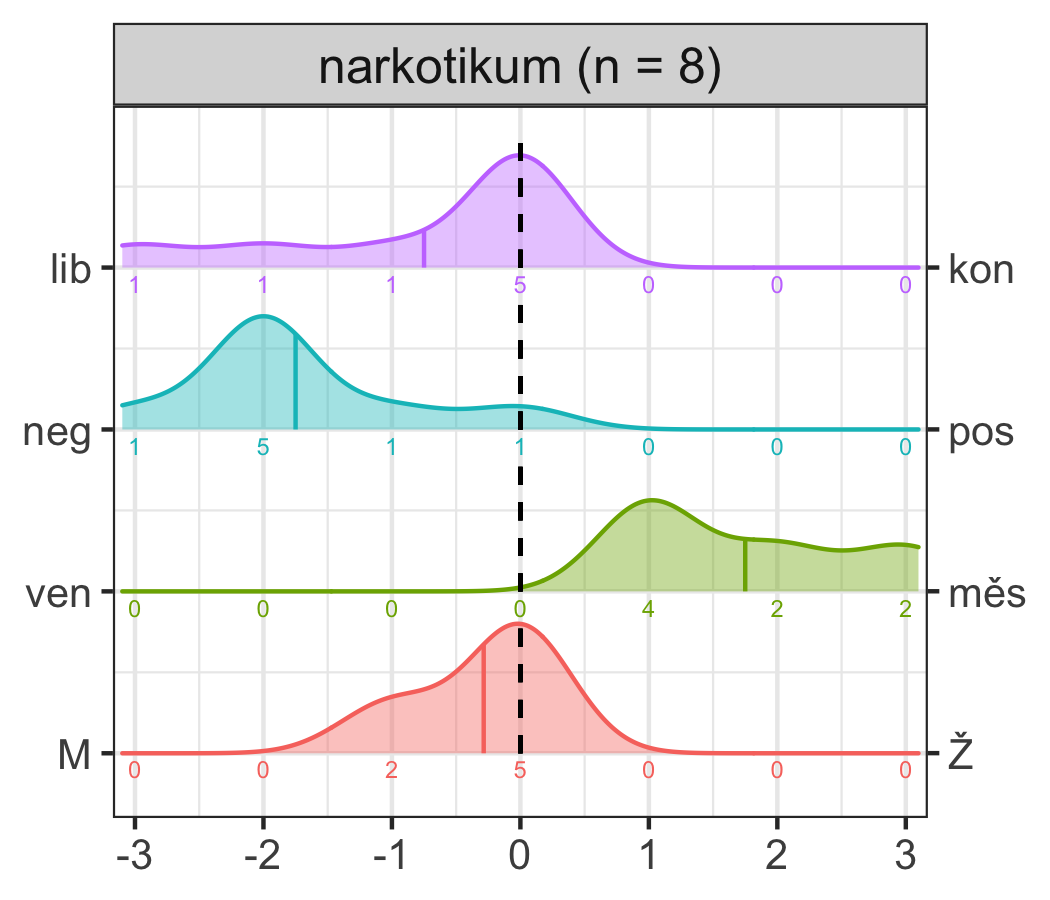 narkotikum (n = 8)
lib kon
1 1 1 5 0 0 0
neg pos
1 5 1 1 0 0 0
ven měs
0 0 0 0 4 2 2
M Ž
0 0 2 5 0 0 0
-3 -2 -1 0 1 2 3